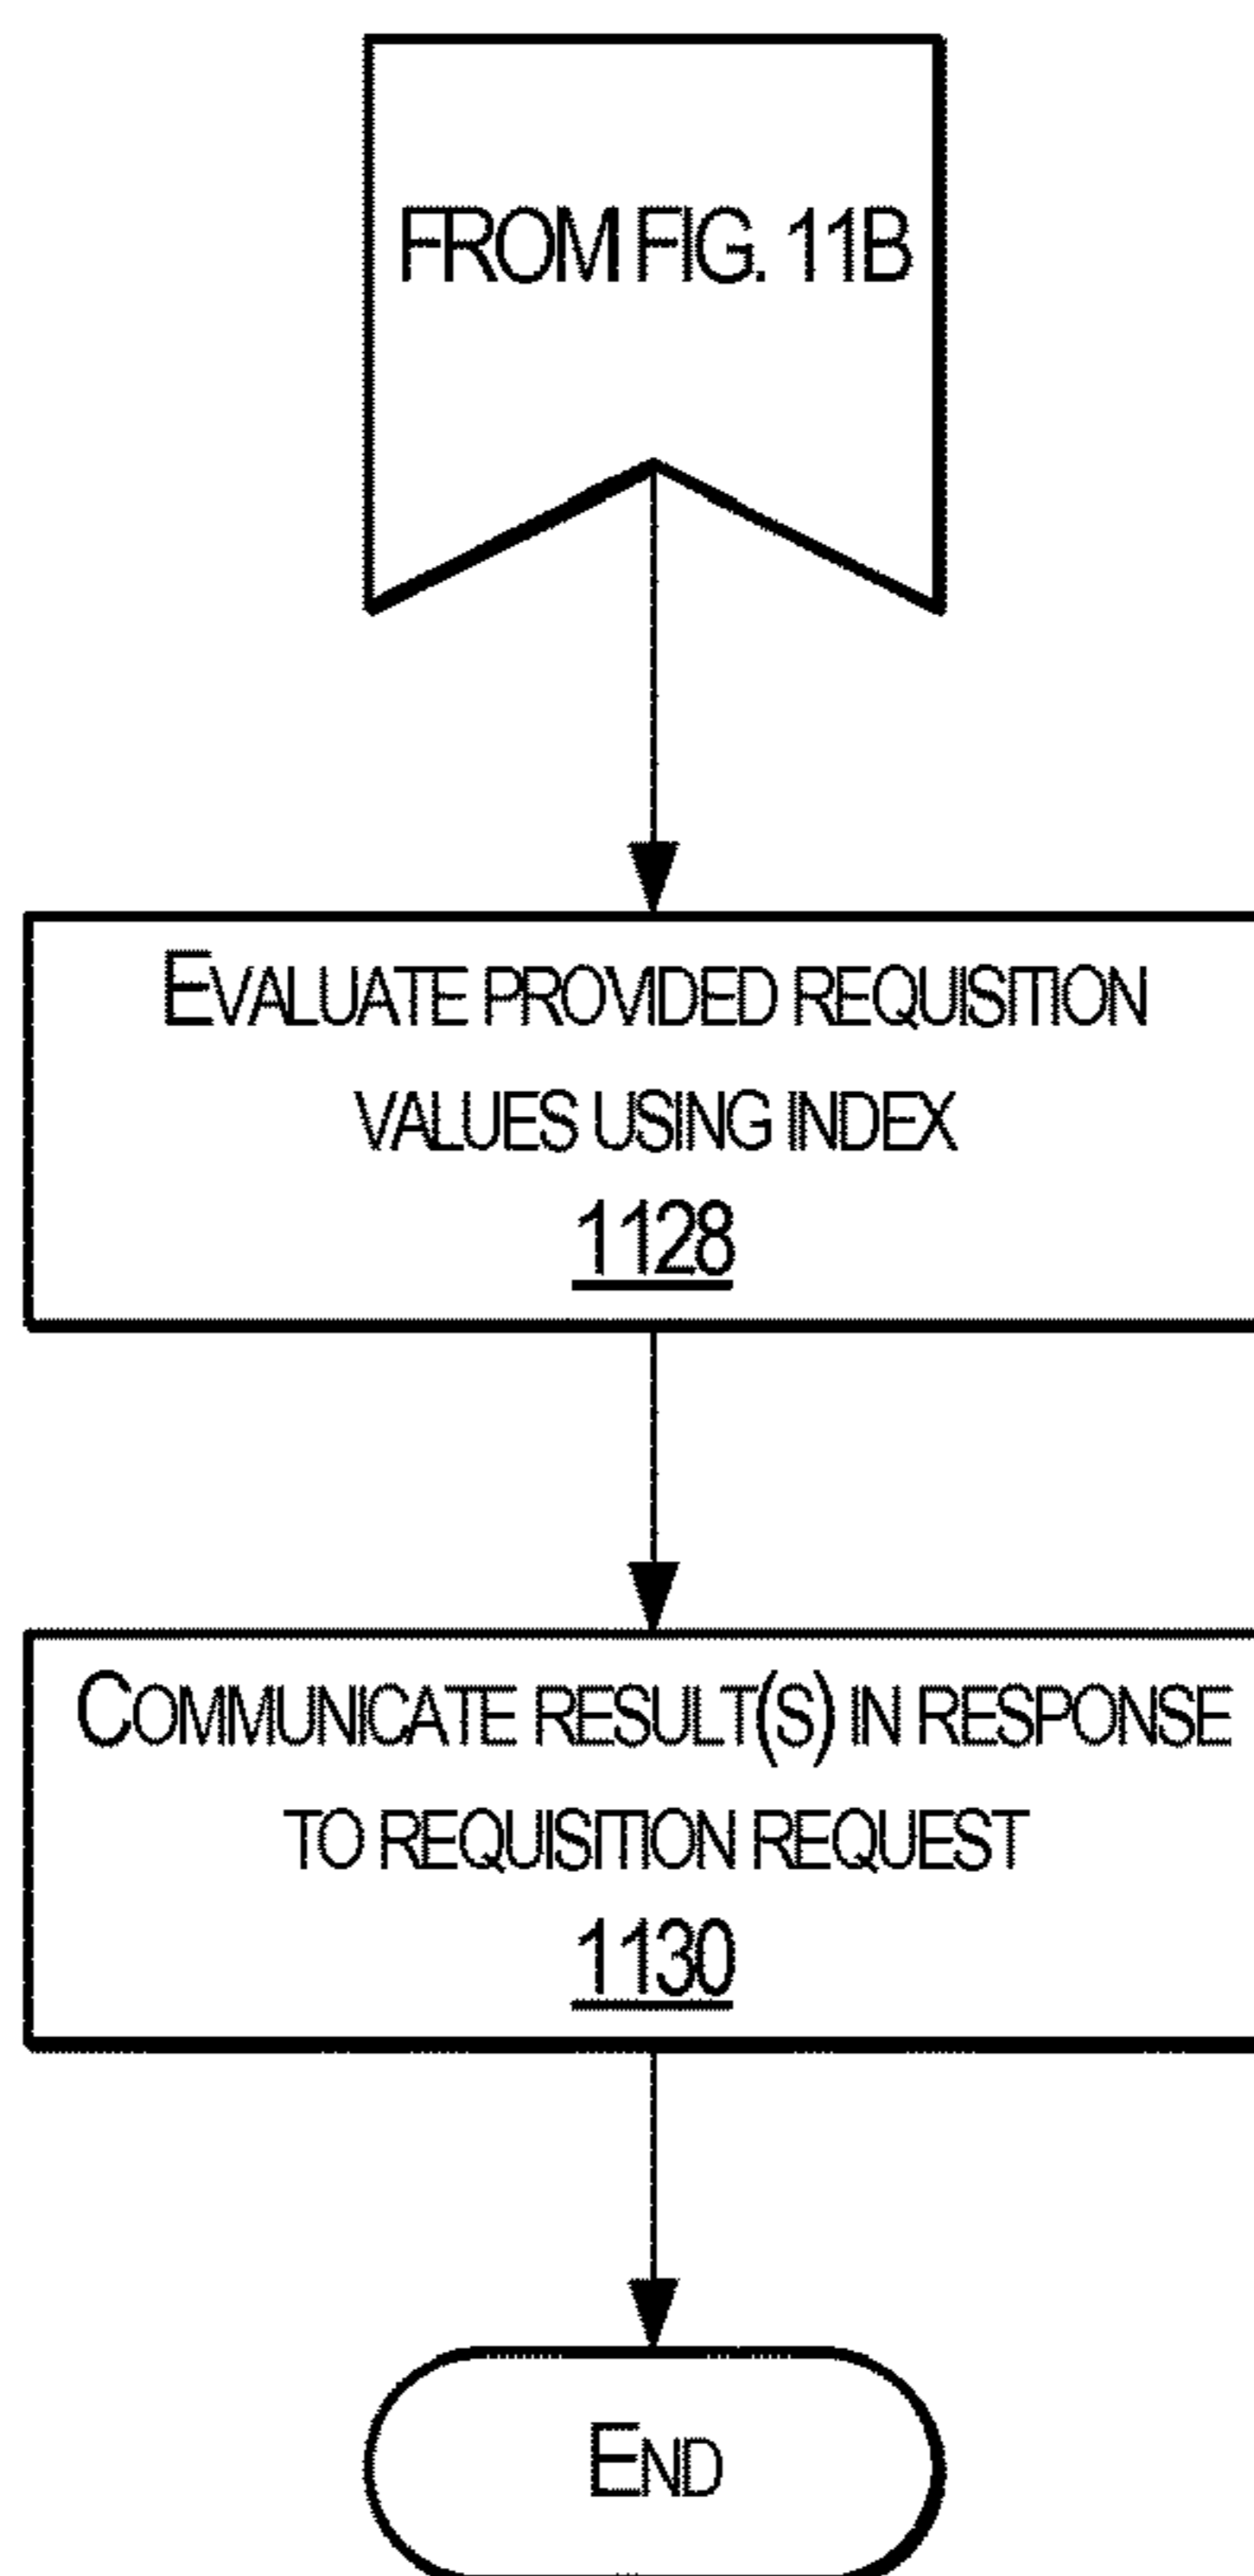 FROM FIG. 11B
EVALUATE PROVIDED REQUISITION
VALUES USING INDEX
1128
COMMUNICATE RESULT(S) IN RESPONSE
TO REQUISITION REQUEST
1130
END